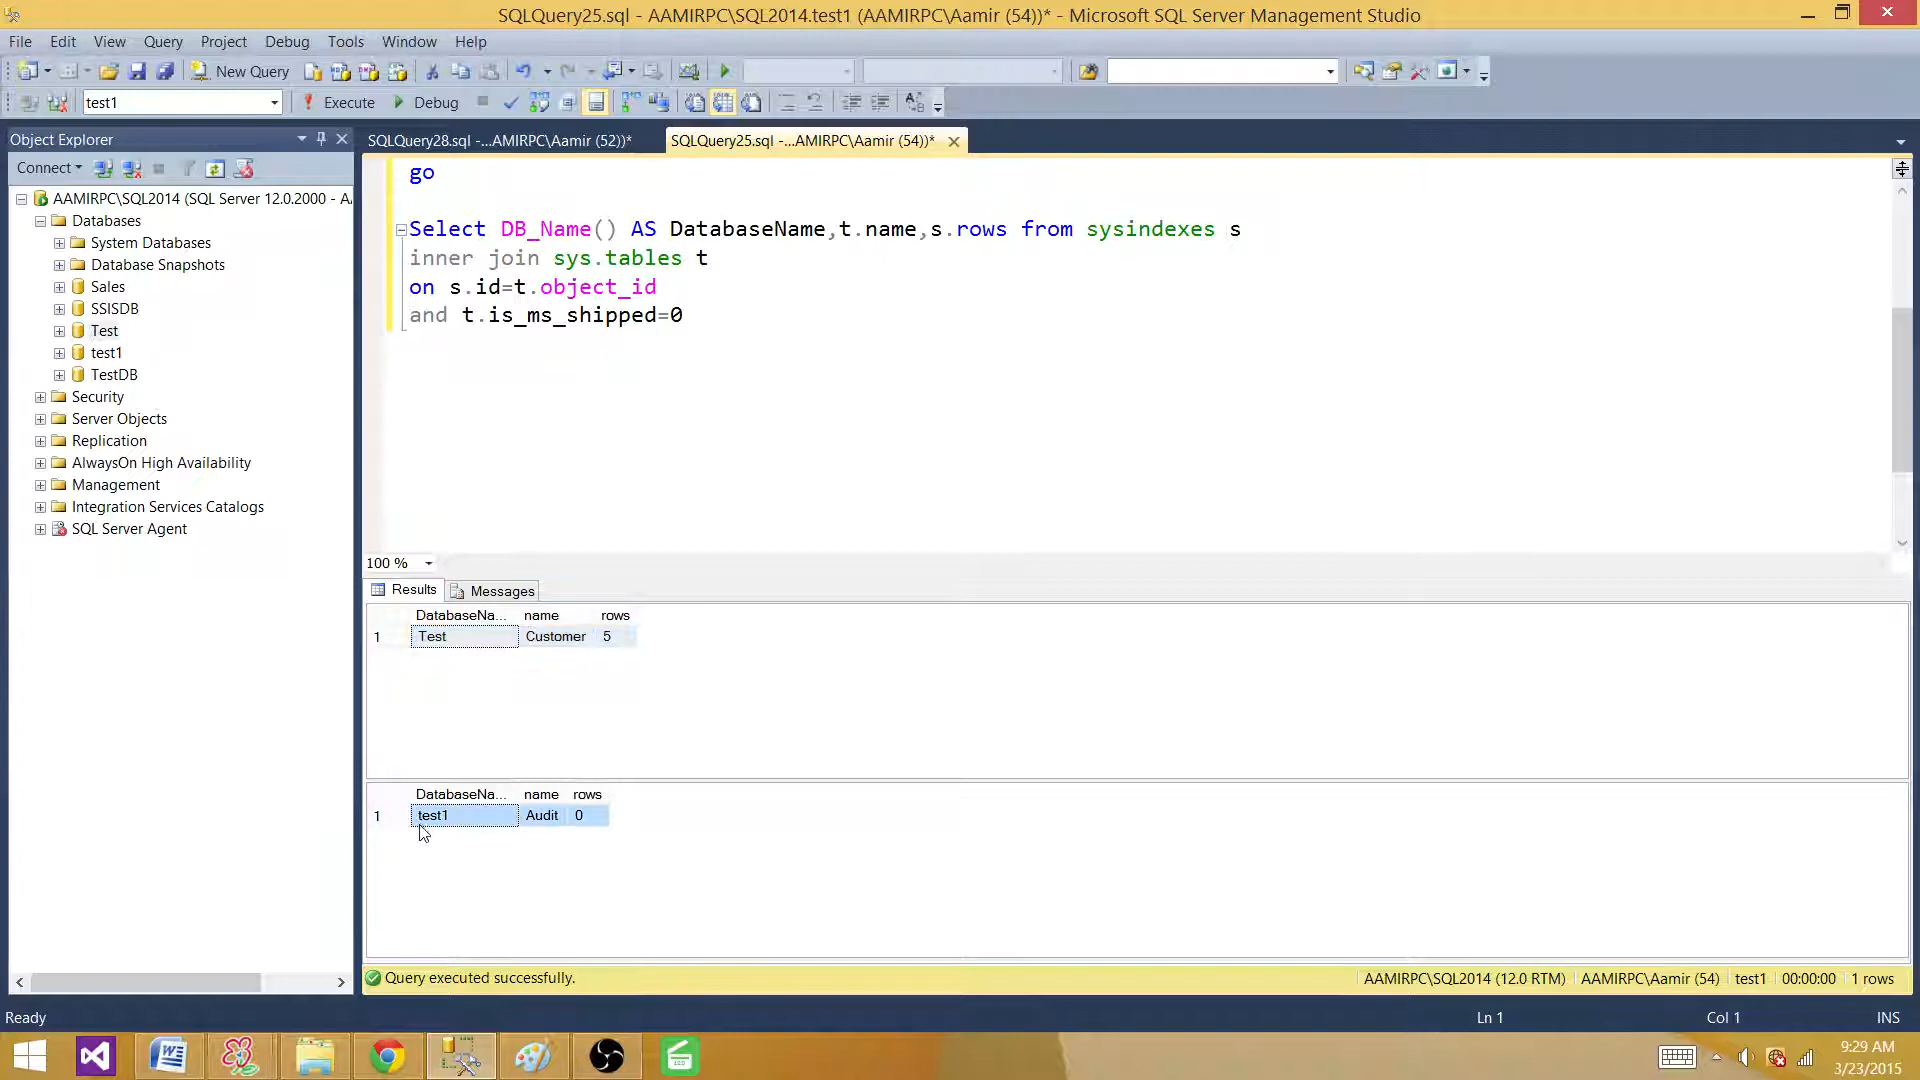 SQLQuery25.sql - AAMIRPC\SQL2014.test1 (AAMIRPC\Aamir (54))* - Microsoft SQL Server Management Studio
File Edit View Query Project Debug Tools Window Help
New Query
test1 Execute Debug
Object Explorer
SQLQuery28.sql -...AMIRPC\Aamir (52))*
SQLQuery25.sql -...AMIRPC\Aamir (54))*
Connect
AAMIRPC\SQL2014 (SQL Server 12.0.2000 - A
Databases
System Databases
Database Snapshots
Sales
SSISDB
Test
test1
TestDB
Security
Server Objects
Replication
AlwaysOn High Availability
Management
Integration Services Catalogs
SQL Server Agent
go
Select DB_Name() AS DatabaseName,t.name,s.rows from sysindexes s
inner join sys.tables t
on s.id=t.object_id
and t.is_ms_shipped=0
100 %
Results Messages
DatabaseNa... name rows
1 Test Customer 5
DatabaseNa... name rows
1 test1 Audit 0
Query executed successfully.
AAMIRPC\SQL2014 (12.0 RTM) AAMIRPC\Aamir (54) test1 00:00:00 1 rows
Ready Ln 1 Col 1 INS
9:29 AM
3/23/2015